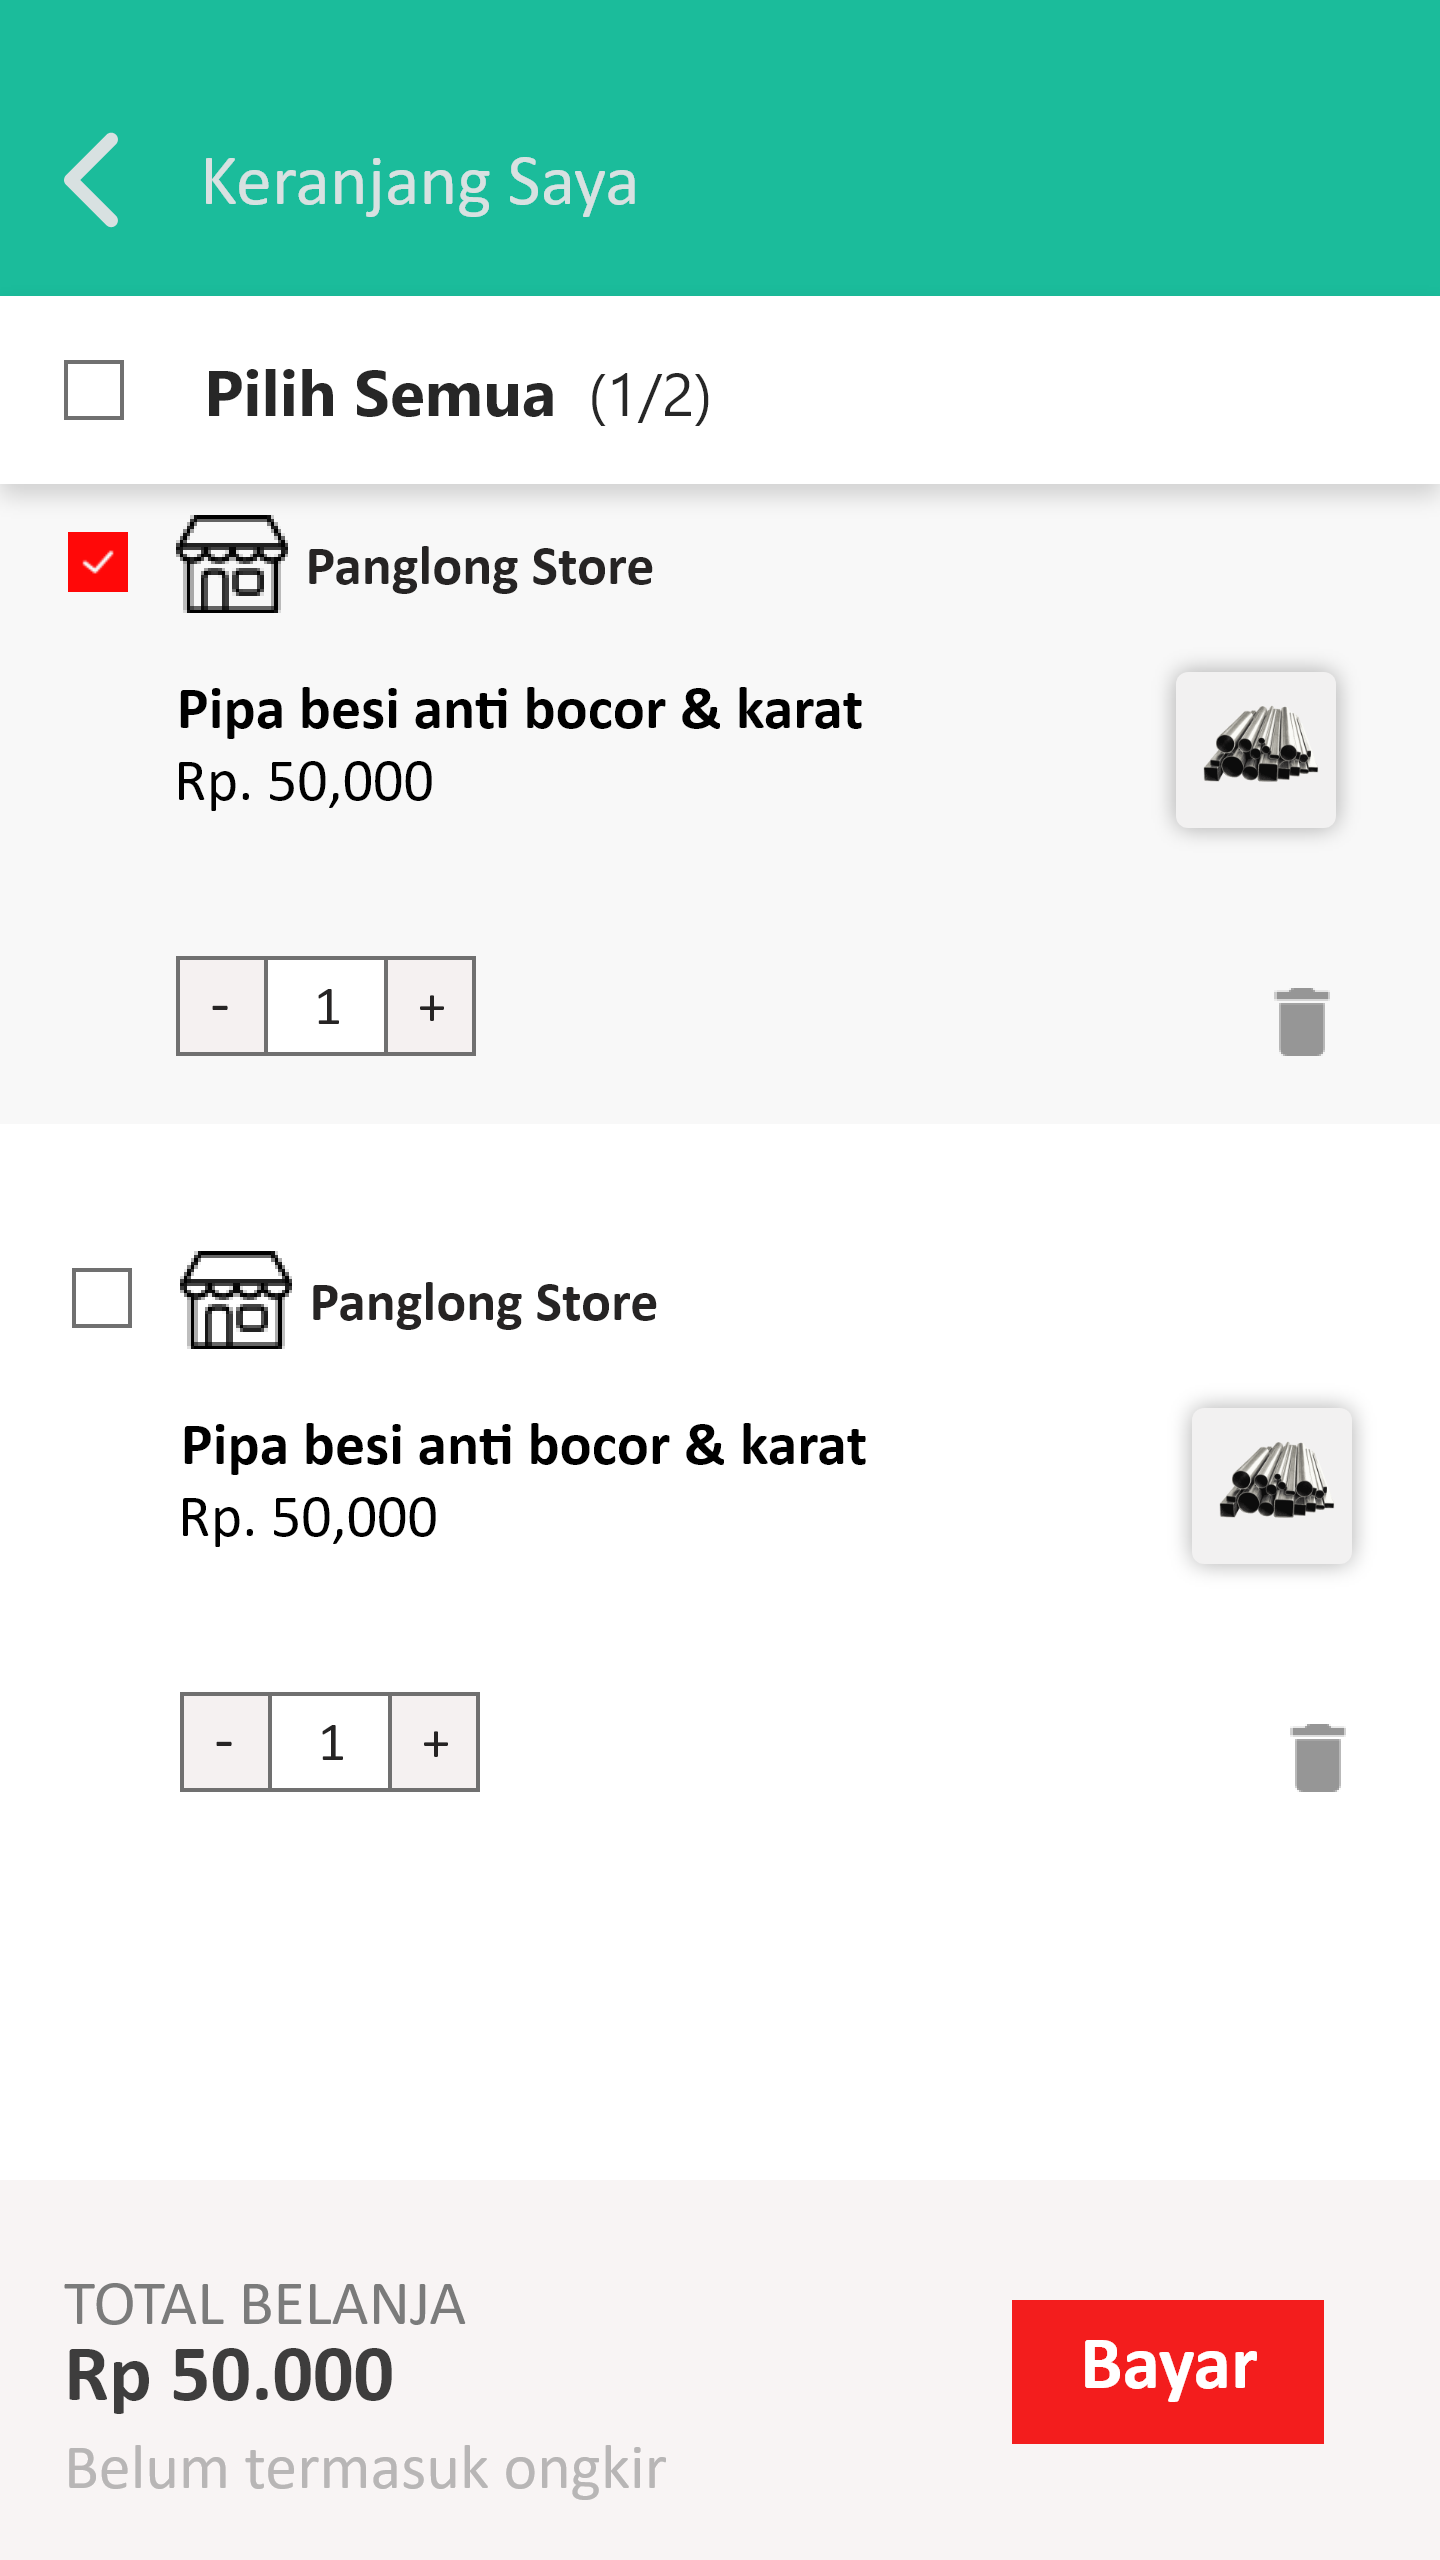 Keranjang Saya
Pilih Semua (1/2)
Panglong Store
Pipa besi anti bocor & karat
Rp. 50,000
- 1 +
Panglong Store
Pipa besi anti bocor & karat
Rp. 50,000
- 1 +
TOTAL BELANJA
Rp 50.000
Bayar
Belum termasuk ongkir